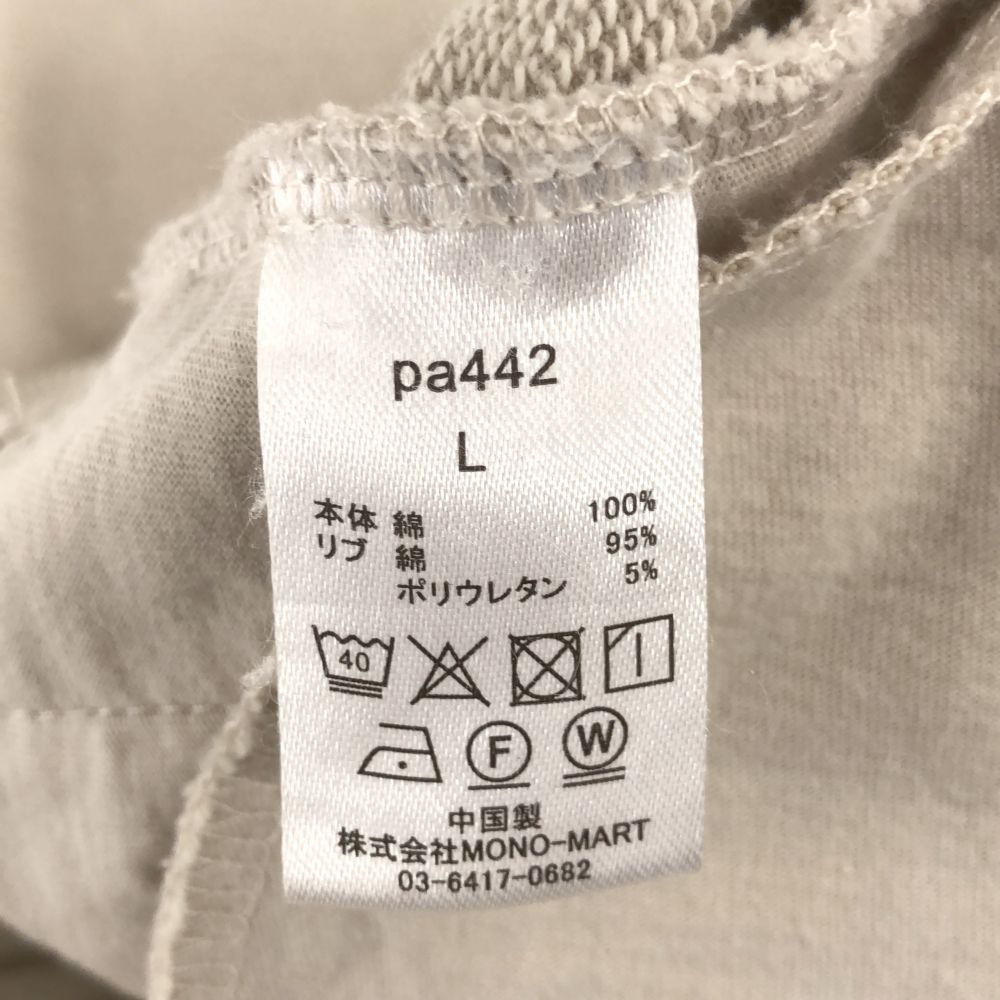 pa442
L
本体 綿 100%
リブ 綿 95%
ポリウレタン 5%
40
F W
中国製
株式会社MONO-MART
03-6417-0682